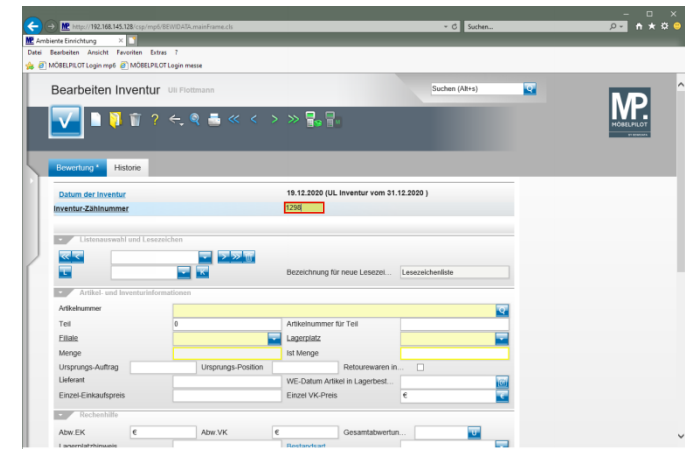 http://192.168.145.128/csp/mp6/BEWIDATA.mainFrame.cls
Suchen...
Ambiente Einrichtung
Datei Bearbeiten Ansicht Favoriten Extras ?
MÖBELPILOT Login mp6 MÖBELPILOT Login messe
Bearbeiten Inventur Uli Flottmann
Suchen (Alt+s)
MP.
MÖBELPILOT
Bewertung * Historie
Datum der Inventur 19.12.2020 (UL Inventur vom 31.12.2020 )
Inventur-Zählnummer 1298
Listenauswahl und Lesezeichen
L
Bezeichnung für neue Lesezei... Lesezeichenliste
Artikel- und Inventurinformationen
Artikelnummer
Teil 0 Artikelnummer für Teil
Filiale Lagerplatz
Menge Ist Menge
Ursprungs-Auftrag Ursprungs-Position Retourewaren in...
Lieferant WE-Datum Artikel in Lagerbest...
Einzel-Einkaufspreis Einzel VK-Preis €
Rechenhilfe
Abw.EK € Abw.VK € Gesamtabwertun...
Lagerplatzhinweis Bestandsart